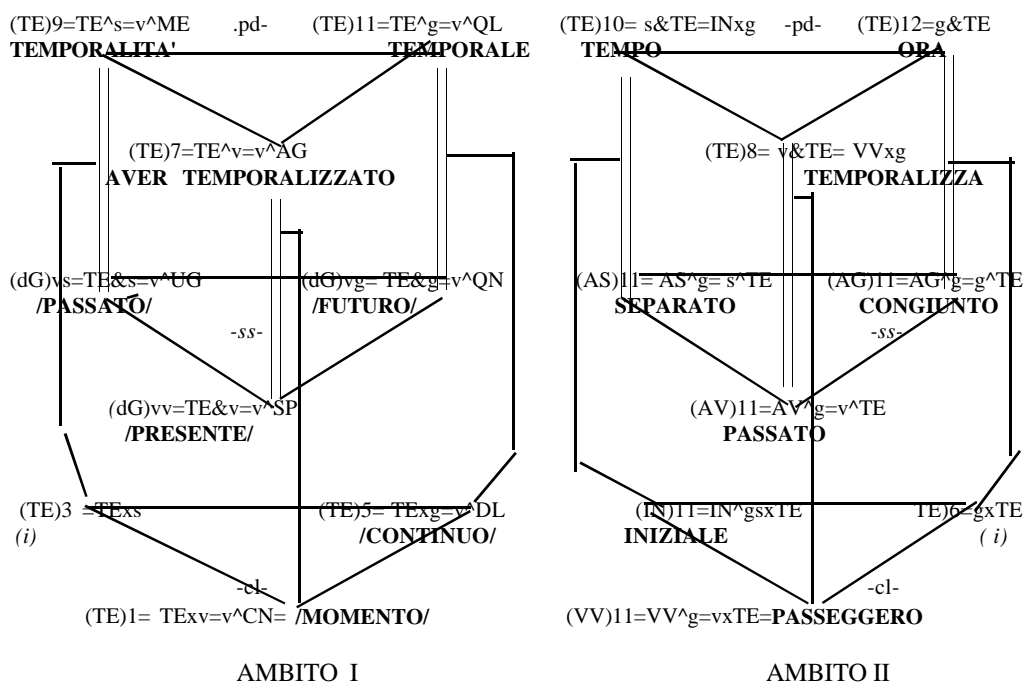 (TE)9=TE^s=v^ME .pd- (TE)11=TE^g=v^QL (TE)10= s&TE=INxg -pd- (TE)12=g&TE
TEMPORALITA' TEMPORALE TEMPO ORA
(TE)7=TE^v=v^AG (TE)8= v&TE= VVxg
AVER TEMPORALIZZATO TEMPORALIZZA
(dG)vs=TE&s=v^UG (dG)vg= TE&g=v^QN (AS)11= AS^g= s^TE (AG)11=AG^g=g^TE
/PASSATO/ /FUTURO/ SEPARATO CONGIUNTO
-ss- -ss-
(dG)vv=TE&v=v^SP (AV)11=AV^g=v^TE
/PRESENTE/ PASSATO
(TE)3 =TExs (TE)5= TExg=v^DL (IN)11=IN^gsxTE TE)6=gxTE
(i) /CONTINUO/ INIZIALE ( i)
-cl- -cl-
(TE)1= TExv=v^CN= /MOMENTO/ (VV)11=VV^g=vxTE=PASSEGGERO
AMBITO I AMBITO II